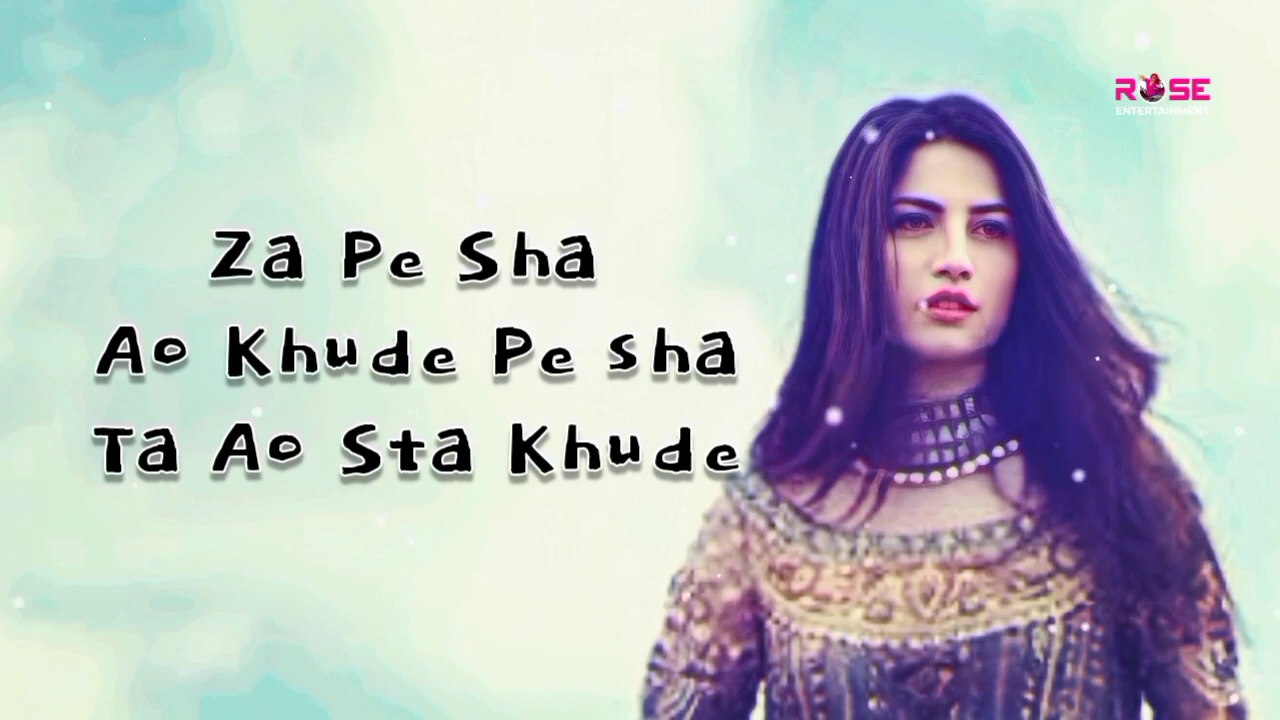 ROSE
ENTERTAINMENT
Za Pe Sha
Ao Khude Pe sha
Ta Ao Sta Khude